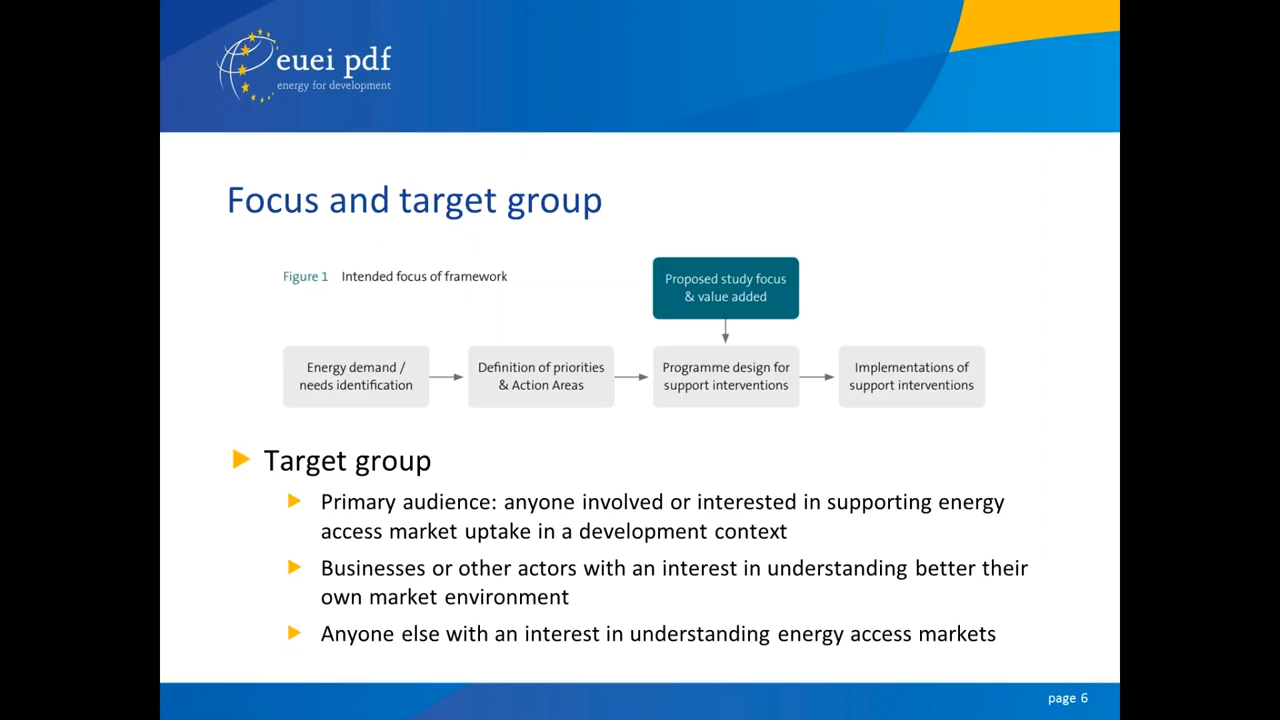 euei pdf
energy for development
Focus and target group
Figure 1 Intended focus of framework
Proposed study focus
& value added
Energy demand /
needs identification
Definition of priorities
& Action Areas
Programme design for
support interventions
Implementations of
support interventions
Target group
Primary audience: anyone involved or interested in supporting energy
access market uptake in a development context
Businesses or other actors with an interest in understanding better their
own market environment
Anyone else with an interest in understanding energy access markets
page 6